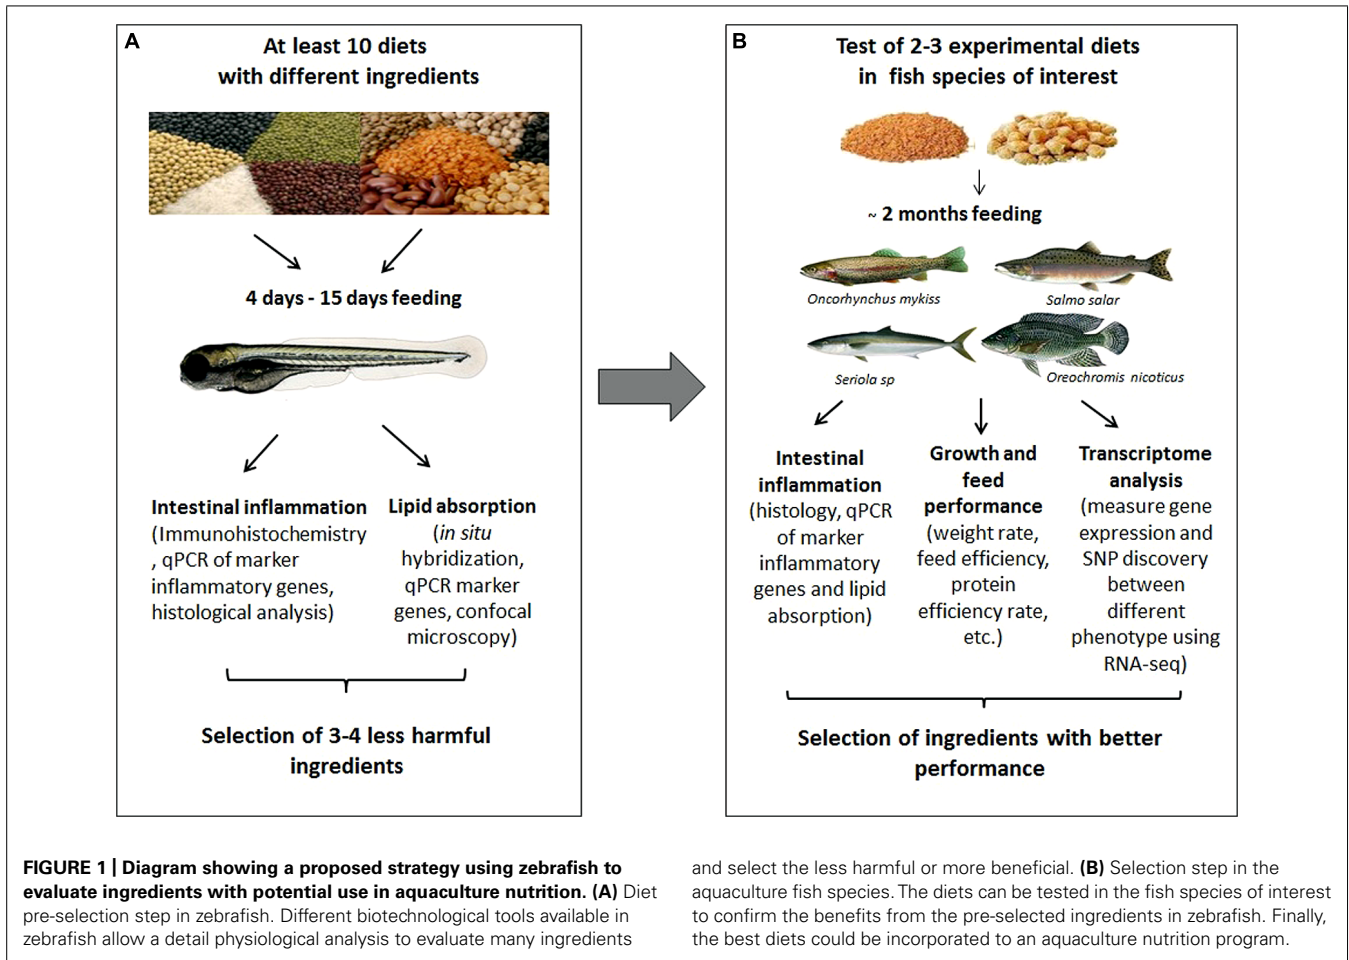 A
At least 10 diets
with different ingredients
4 days - 15 days feeding
Intestinal inflammation
(Immunohistochemistry
, qPCR of marker
inflammatory genes,
histological analysis)
Lipid absorption
(in situ
hybridization,
qPCR marker
genes, confocal
microscopy)
Selection of 3-4 less harmful
ingredients
B
Test of 2-3 experimental diets
in fish species of interest
~ 2 months feeding
Oncorhynchus mykiss
Salmo salar
Seriola sp
Oreochromis nicoticus
Intestinal
inflammation
(histology, qPCR
of marker
inflammatory
genes and lipid
absorption)
Growth and
feed
performance
(weight rate,
feed efficiency,
protein
efficiency rate,
etc.)
Transcriptome
analysis
(measure gene
expression and
SNP discovery
between
different
phenotype using
RNA-seq)
Selection of ingredients with better
performance
FIGURE 1 | Diagram showing a proposed strategy using zebrafish to
evaluate ingredients with potential use in aquaculture nutrition. (A) Diet
pre-selection step in zebrafish. Different biotechnological tools available in
zebrafish allow a detail physiological analysis to evaluate many ingredients
and select the less harmful or more beneficial. (B) Selection step in the
aquaculture fish species. The diets can be tested in the fish species of interest
to confirm the benefits from the pre-selected ingredients in zebrafish. Finally,
the best diets could be incorporated to an aquaculture nutrition program.